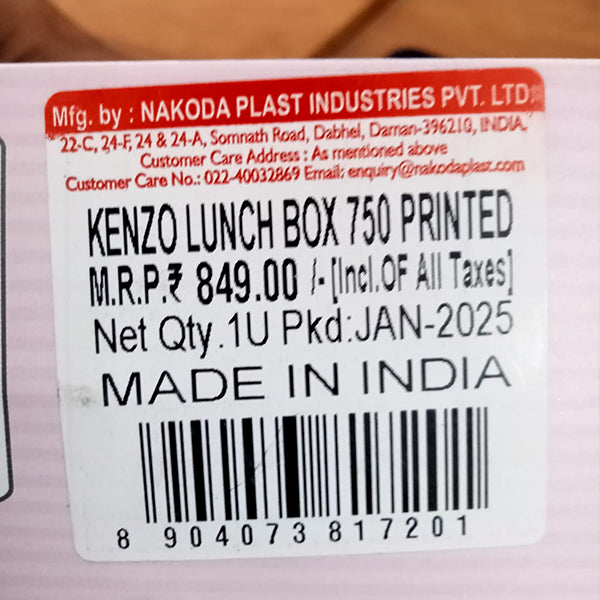 Mfg. by : NAKODA PLAST INDUSTRIES PVT. LTD.
22-C, 24-F, 24 & 24-A, Somnath Road, Dabhel, Daman-396210, INDIA.
Customer Care Address : As mentioned above
Customer Care No.: 022-40032869 Email: enquiry@nakodaplast.com
KENZO LUNCH BOX 750 PRINTED
M.R.P.₹ 849.00 /- [Incl.OF All Taxes]
Net Qty.1U Pkd:JAN-2025
MADE IN INDIA
8 904073 817201